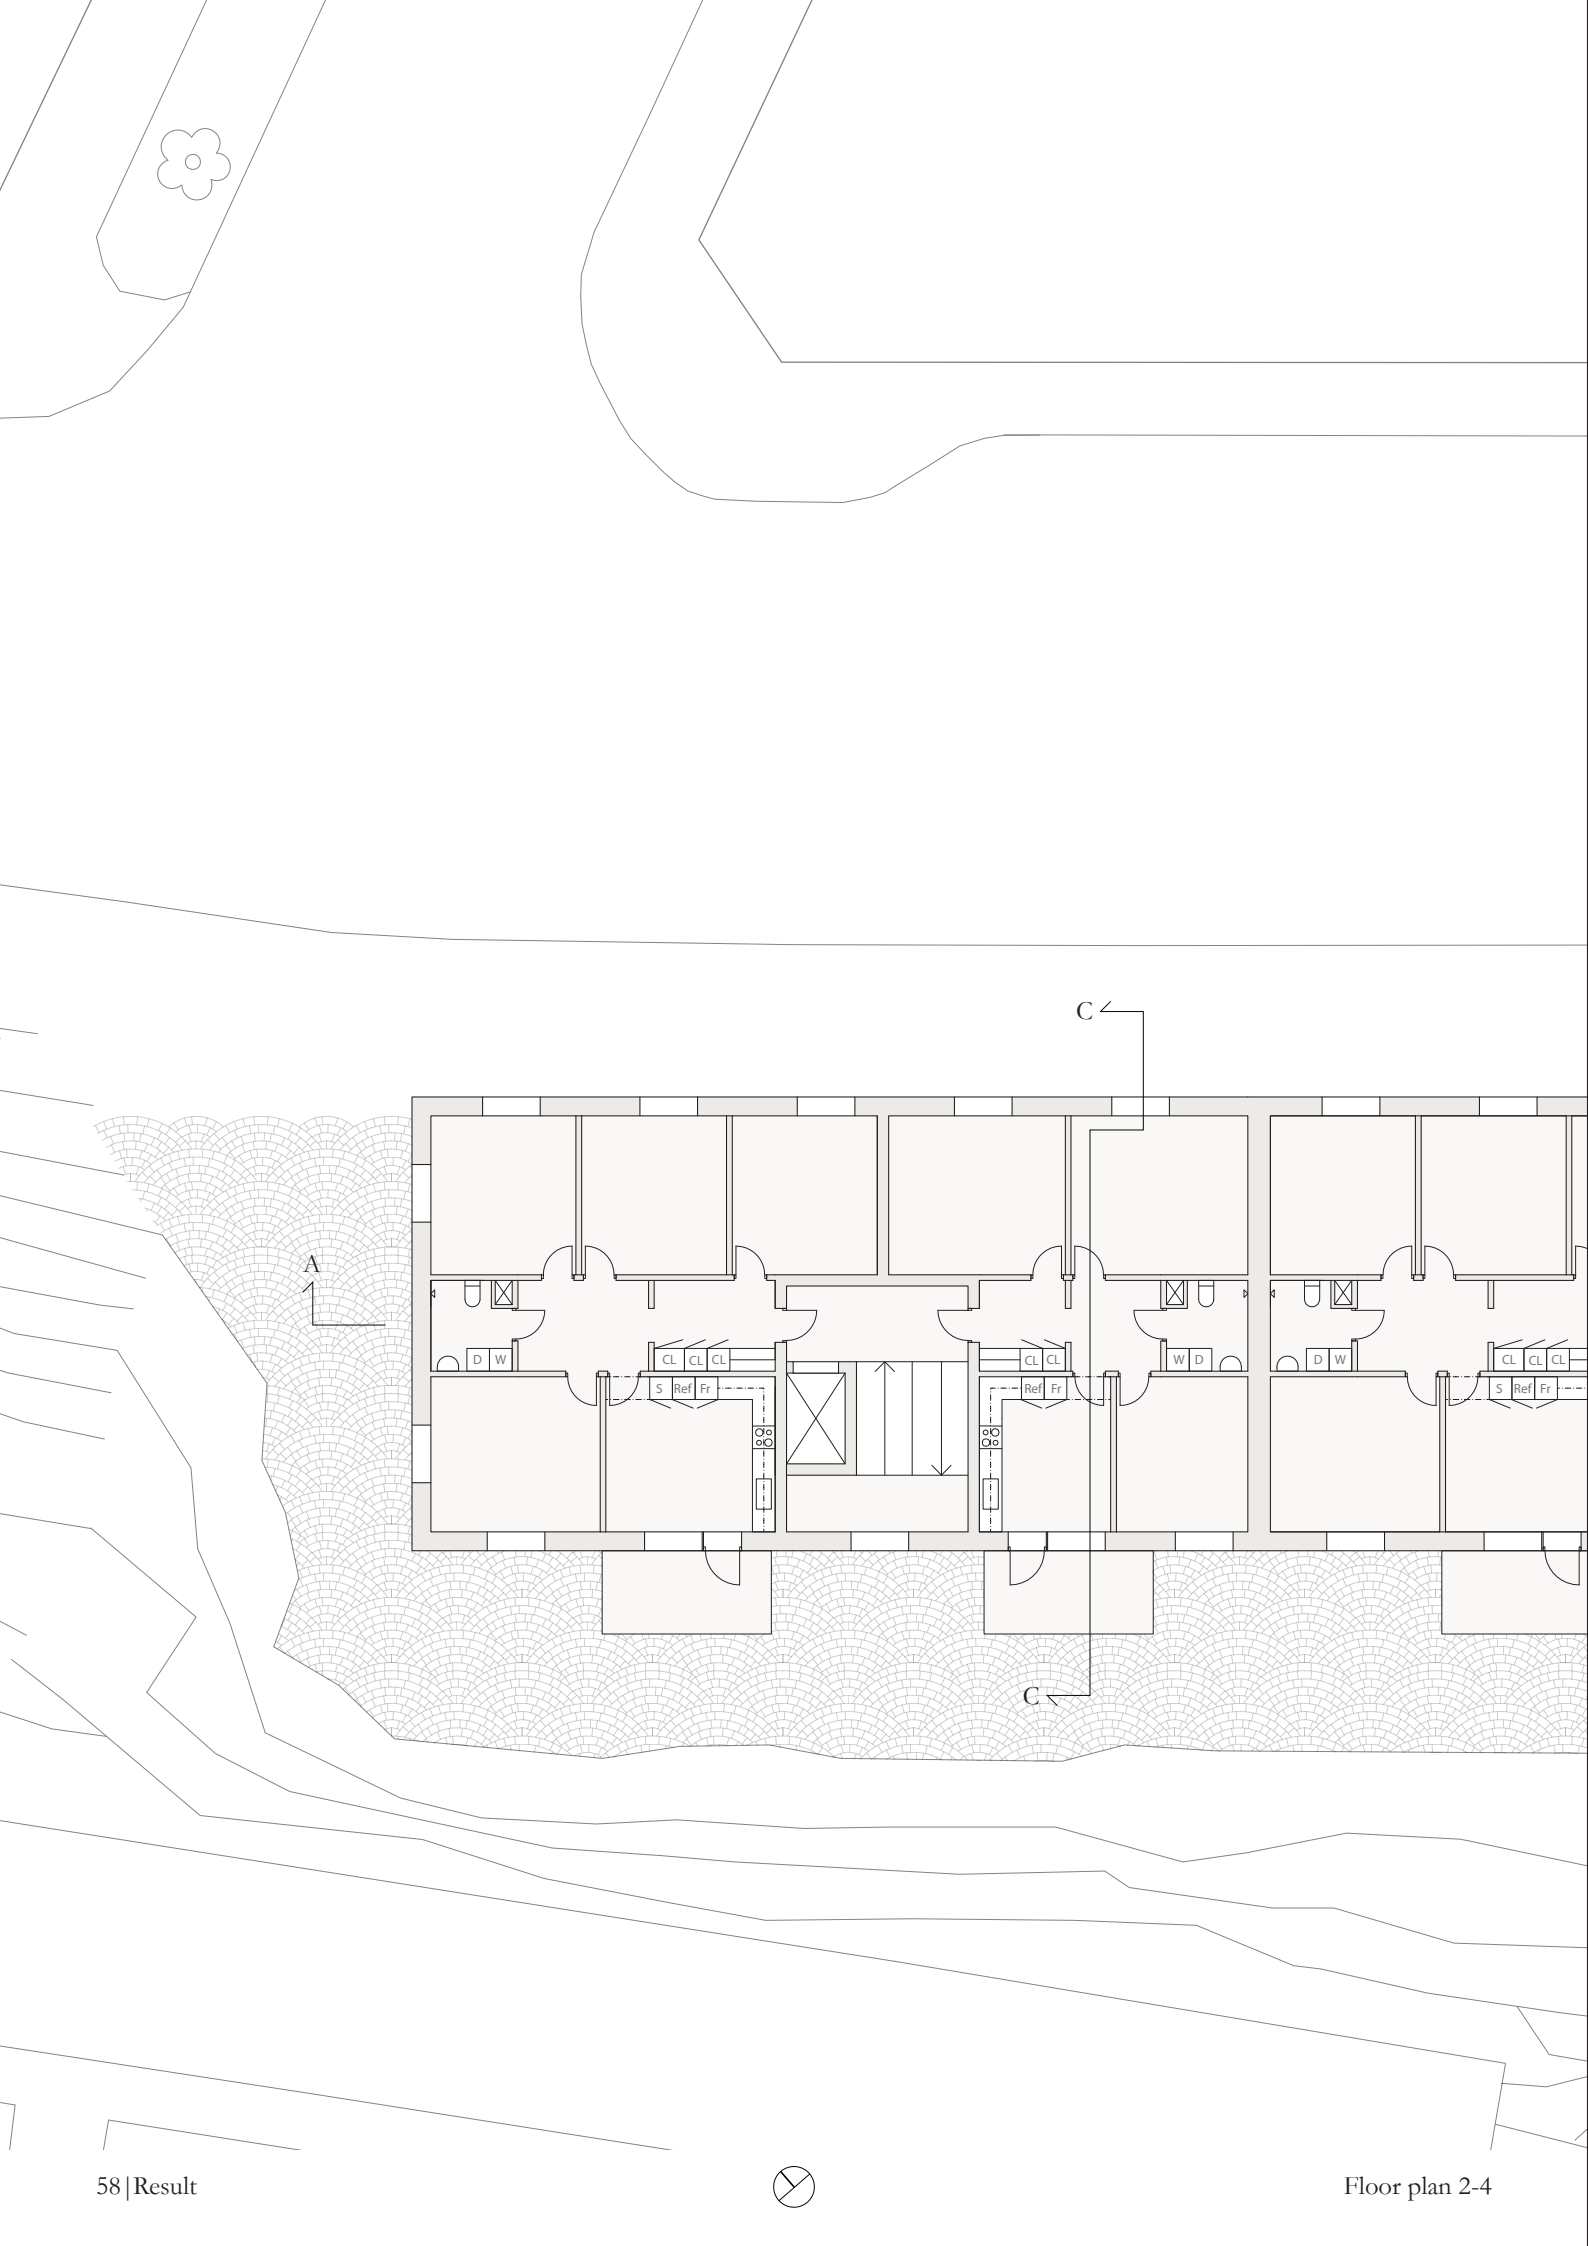 C
A
D W
CL CL CL
CL CL
W D
D W
CL CL CL
S Ref Fr
Ref Fr
S Ref Fr
C
58|Result
Floor plan 2-4